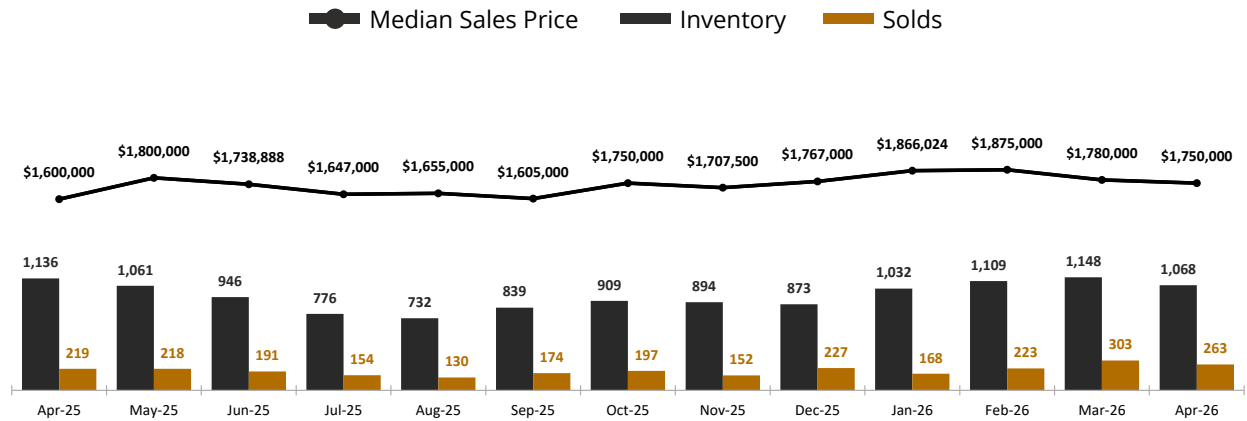 Median Sales Price Inventory Solds
$1,600,000 $1,800,000 $1,738,888 $1,647,000 $1,655,000 $1,605,000 $1,750,000 $1,707,500 $1,767,000 $1,866,024 $1,875,000 $1,780,000 $1,750,000
1,136 1,061 946 776 732 839 909 894 873 1,032 1,109 1,148 1,068
219 218 191 154 130 174 197 152 227 168 223 303 263
Apr-25 May-25 Jun-25 Jul-25 Aug-25 Sep-25 Oct-25 Nov-25 Dec-25 Jan-26 Feb-26 Mar-26 Apr-26